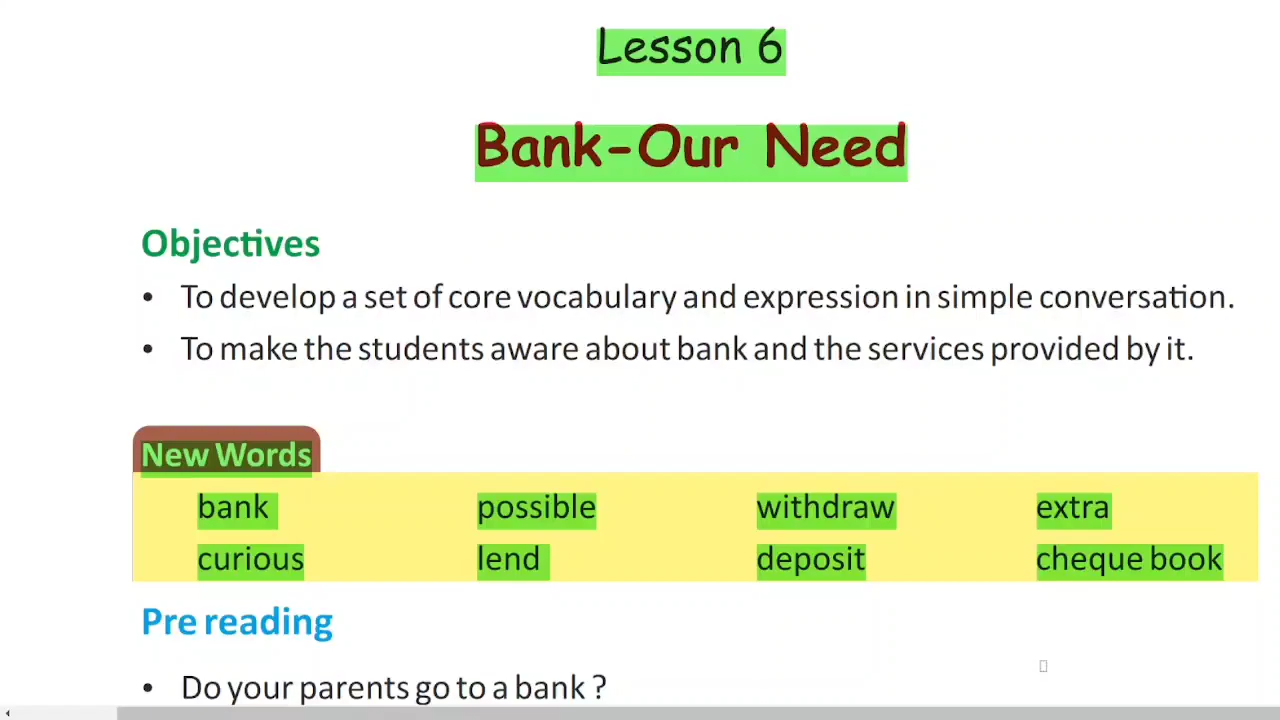 Lesson 6
Bank-Our Need
Objectives
• To develop a set of core vocabulary and expression in simple conversation.
• To make the students aware about bank and the services provided by it.
New Words
bank possible withdraw extra
curious lend deposit cheque book
Pre reading
• Do your parents go to a bank ?